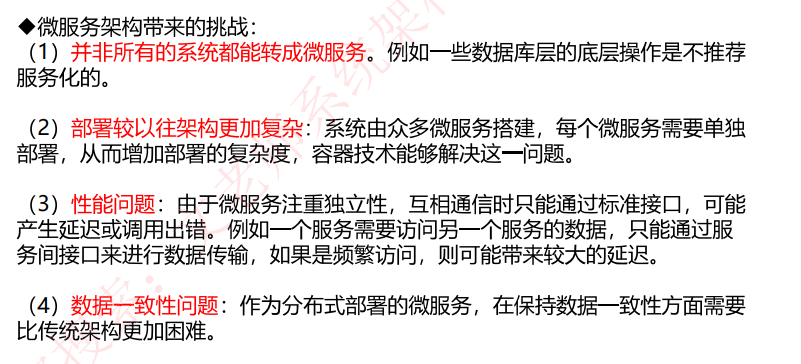 ◆微服务架构带来的挑战：
（1）并非所有的系统都能转成微服务。例如一些数据库层的底层操作是不推荐
服务化的。
（2）部署较以往架构更加复杂：系统由众多微服务搭建，每个微服务需要单独
部署，从而增加部署的复杂度，容器技术能够解决这一问题。
（3）性能问题：由于微服务注重独立性，互相通信时只能通过标准接口，可能
产生延迟或调用出错。例如一个服务需要访问另一个服务的数据，只能通过服
务间接口来进行数据传输，如果是频繁访问，则可能带来较大的延迟。
（4）数据一致性问题：作为分布式部署的微服务，在保持数据一致性方面需要
比传统架构更加困难。